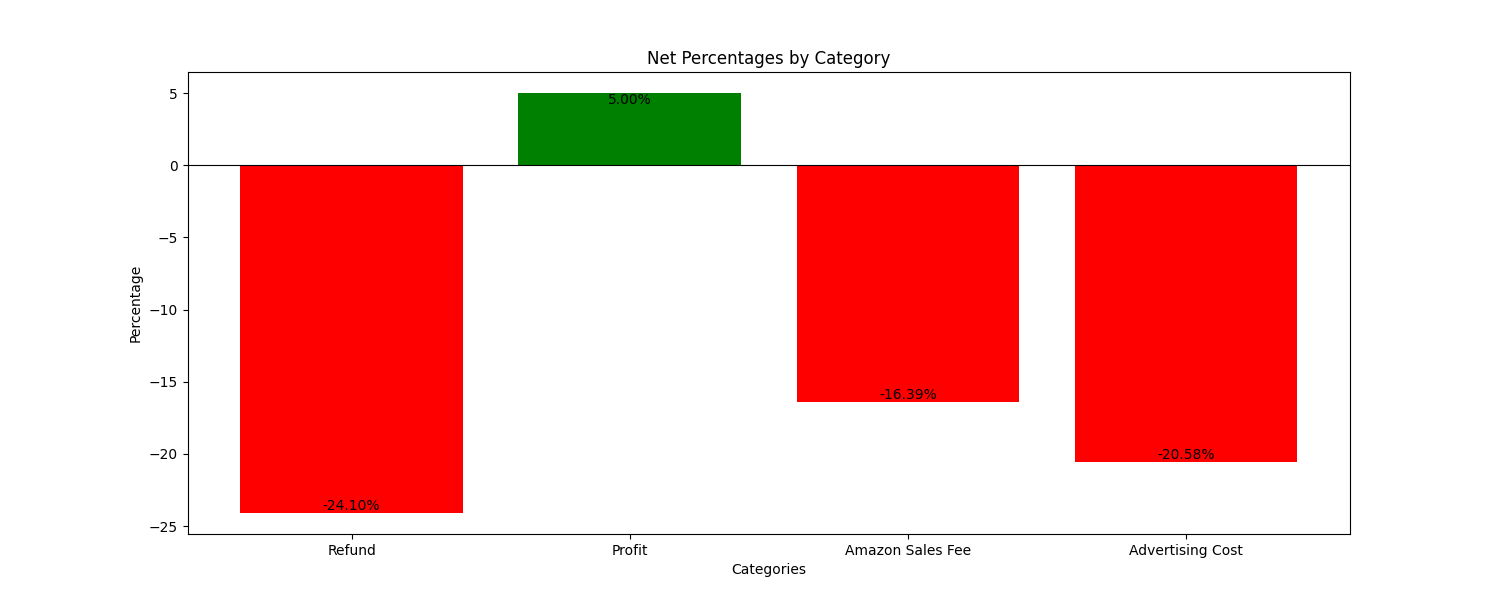 Net Percentages by Category
Percentage
5
0
−5
−10
−15
−20
−25
5.00%
-16.39%
-20.58%
-24.10%
Refund
Profit
Amazon Sales Fee
Advertising Cost
Categories